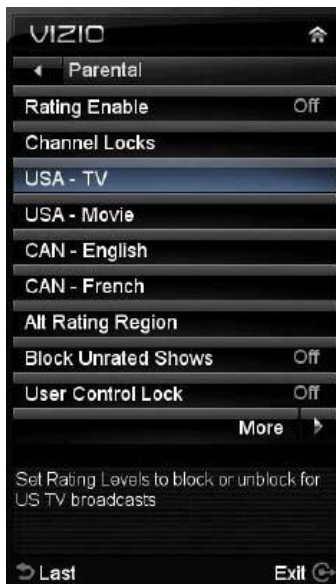 VIZIO
Parental
Rating Enable Off
Channel Locks
USA - TV
USA - Movie
CAN - English
CAN - French
Alt Rating Region
Block Unrated Shows Off
User Control Lock Off
More
Set Rating Levels to block or unblock for
US TV broadcasts
Last Exit